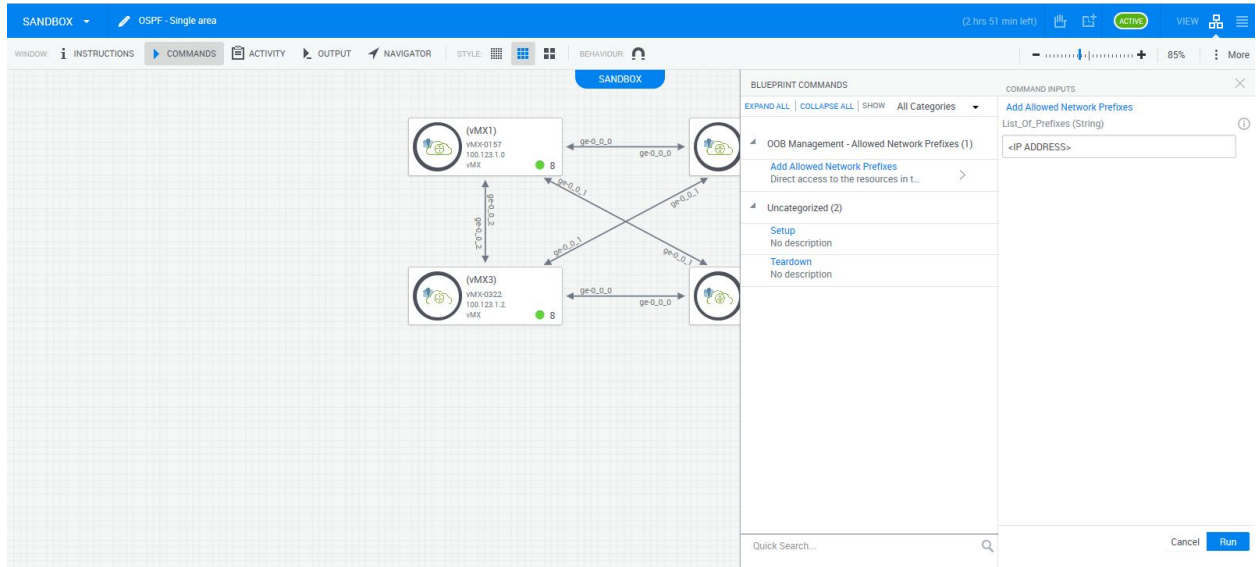 SANDBOX
OSPF - Single area
(2 hrs 51 min left)
ACTIVE
VIEW
WINDOW:
INSTRUCTIONS
COMMANDS
ACTIVITY
OUTPUT
NAVIGATOR
STYLE:
BEHAVIOUR:
85%
More
SANDBOX
(vMX1)
vMX-0157
100.123.1.0
vMX
8
ge-0_0_0
ge-0_0_0
ge-0_0_1
ge-0_0_1
ge-0_0_2
ge-0_0_2
ge-0_0_1
ge-0_0_1
(vMX3)
vMX-0322
100.123.1.2
vMX
8
ge-0_0_0
ge-0_0_0
BLUEPRINT COMMANDS
EXPAND ALL | COLLAPSE ALL | SHOW All Categories
OOB Management - Allowed Network Prefixes (1)
Add Allowed Network Prefixes
Direct access to the resources in t...
Uncategorized (2)
Setup
No description
Teardown
No description
Quick Search...
COMMAND INPUTS
Add Allowed Network Prefixes
List_Of_Prefixes (String)
<IP ADDRESS>
Cancel
Run